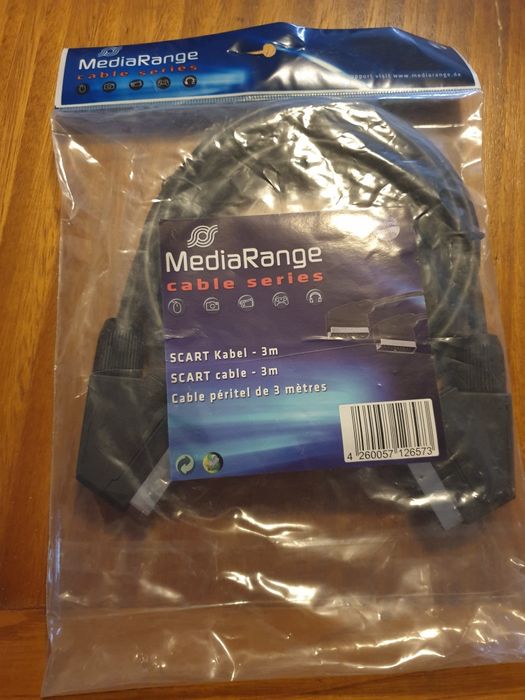 MediaRange
cable series
support visit www.mediarange.de
MediaRange
cable series
SCART Kabel - 3m
SCART cable - 3m
Cable péritel de 3 mètres
4 260057 126573